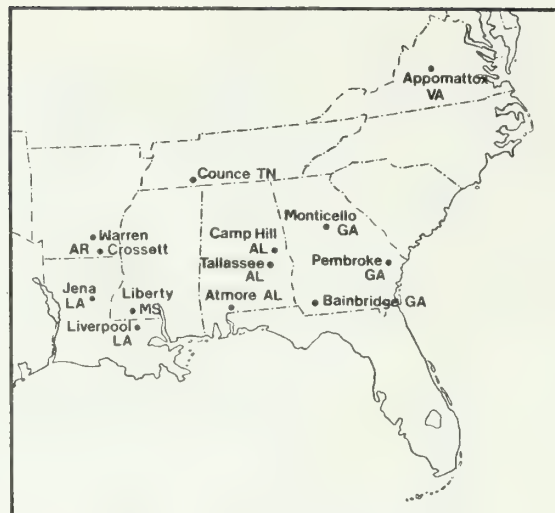 Appomattox
VA
Counce TN
Monticello
GA
Warren
AR Crossett
Camp Hill
AL
Tallassee
AL
Pembroke
GA
Jena
LA
Liberty
MS
Atmore AL
Bainbridge GA
Liverpool
LA